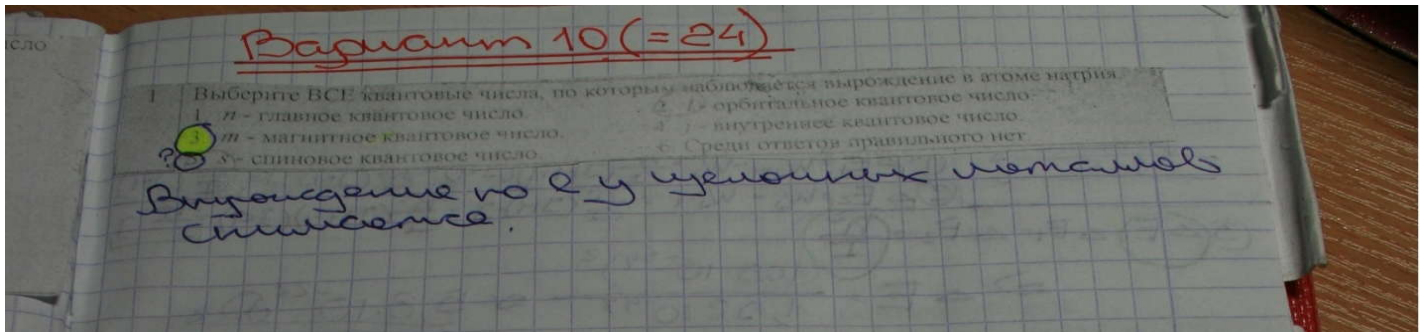 сло
Вариант 10 (=24)
1 Выберите ВСЕ квантовые числа, по которым наблюдается вырождение в атоме натрия.
1. n - главное квантовое число. 2. l - орбитальное квантовое число
3. m - магнитное квантовое число. 4. - внутреннее квантовое число
? s - спиновое квантовое число. 6. Среди ответов правильного нет
Вырождение по l у щелочных металлов
снимается.